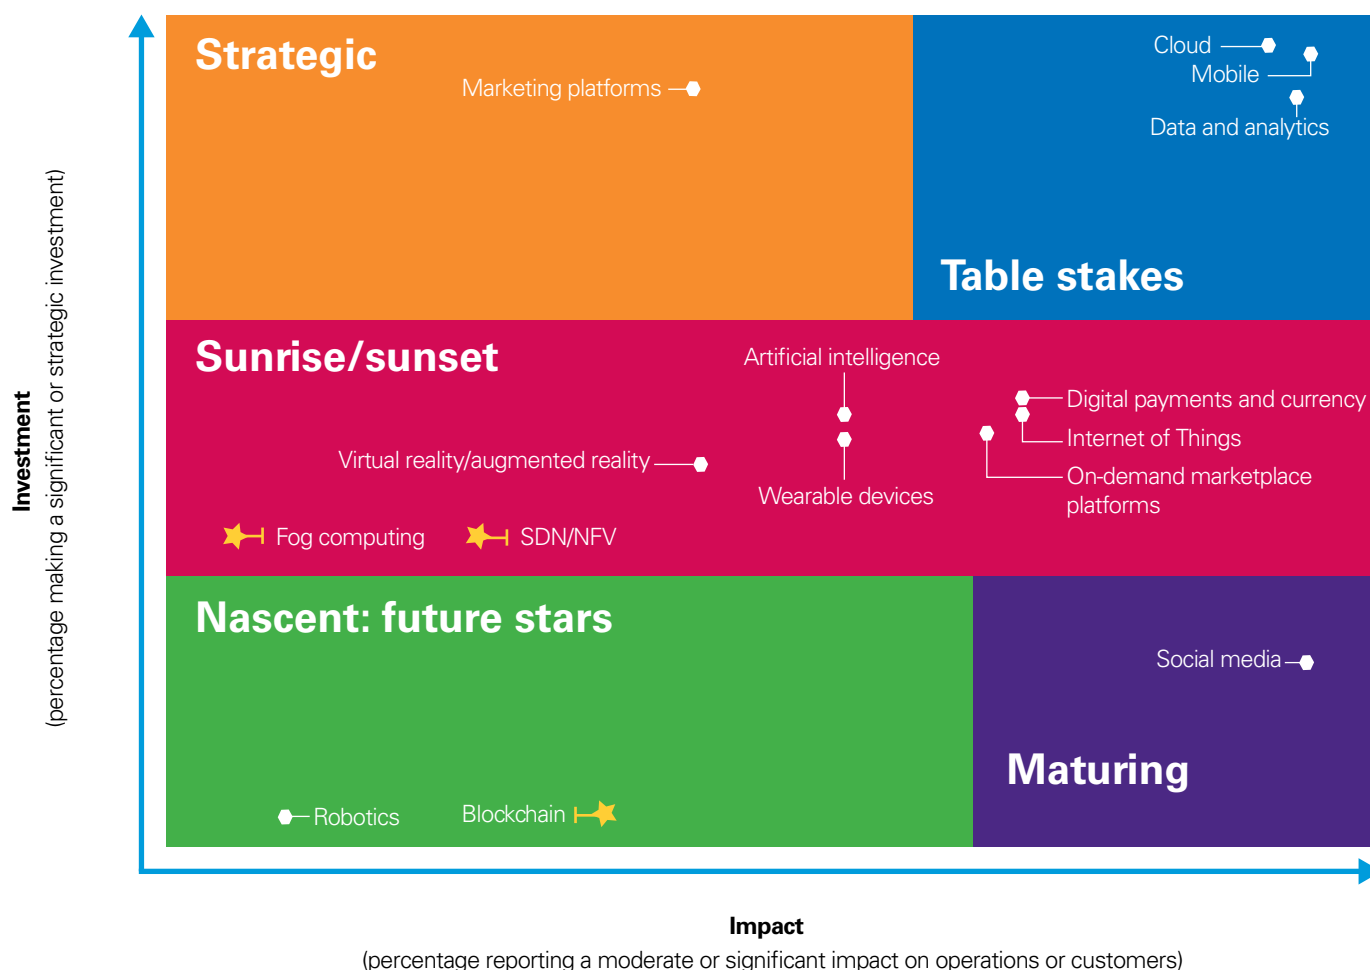 Strategic
Marketing platforms
Cloud
Mobile
Data and analytics
Table stakes
Sunrise/sunset
Artificial intelligence
Digital payments and currency
Internet of Things
Virtual reality/augmented reality
On-demand marketplace
platforms
Wearable devices
Fog computing
SDN/NFV
Nascent: future stars
Social media
Maturing
Robotics
Blockchain
Investment
(percentage making a significant or strategic investment)
Impact
(percentage reporting a moderate or significant impact on operations or customers)